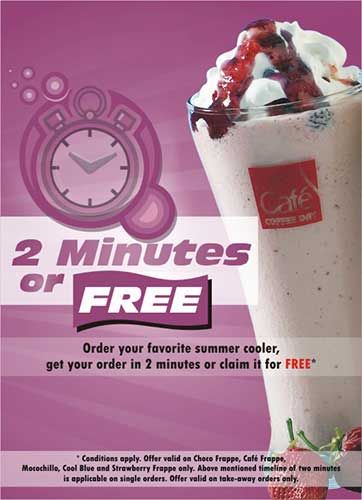 Café
COFFEE DAY
2 Minutes
or FREE
Order your favorite summer cooler,
get your order in 2 minutes or claim it for FREE*
* Conditions apply. Offer valid on Choco Frappe, Café Frappe,
Mocochillo, Cool Blue and Strawberry Frappe only. Above mentioned timeline of two minutes
is applicable on single orders. Offer valid on take-away orders only.